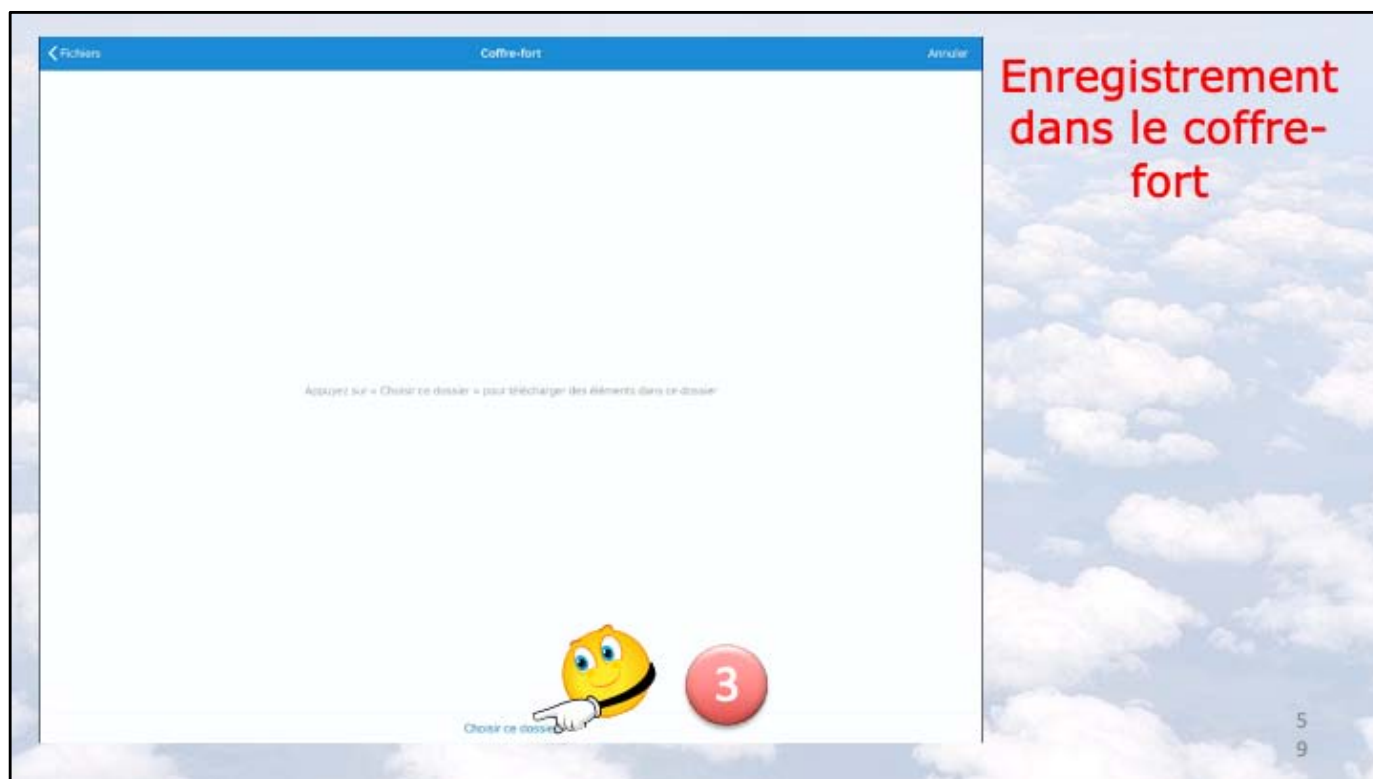 Fichiers
Coffre-fort
Annuler
Enregistrement
dans le coffre-
fort
Appuyez sur « Choisir ce dossier » pour télécharger des éléments dans ce dossier
3
Choisir ce dossier
5
9